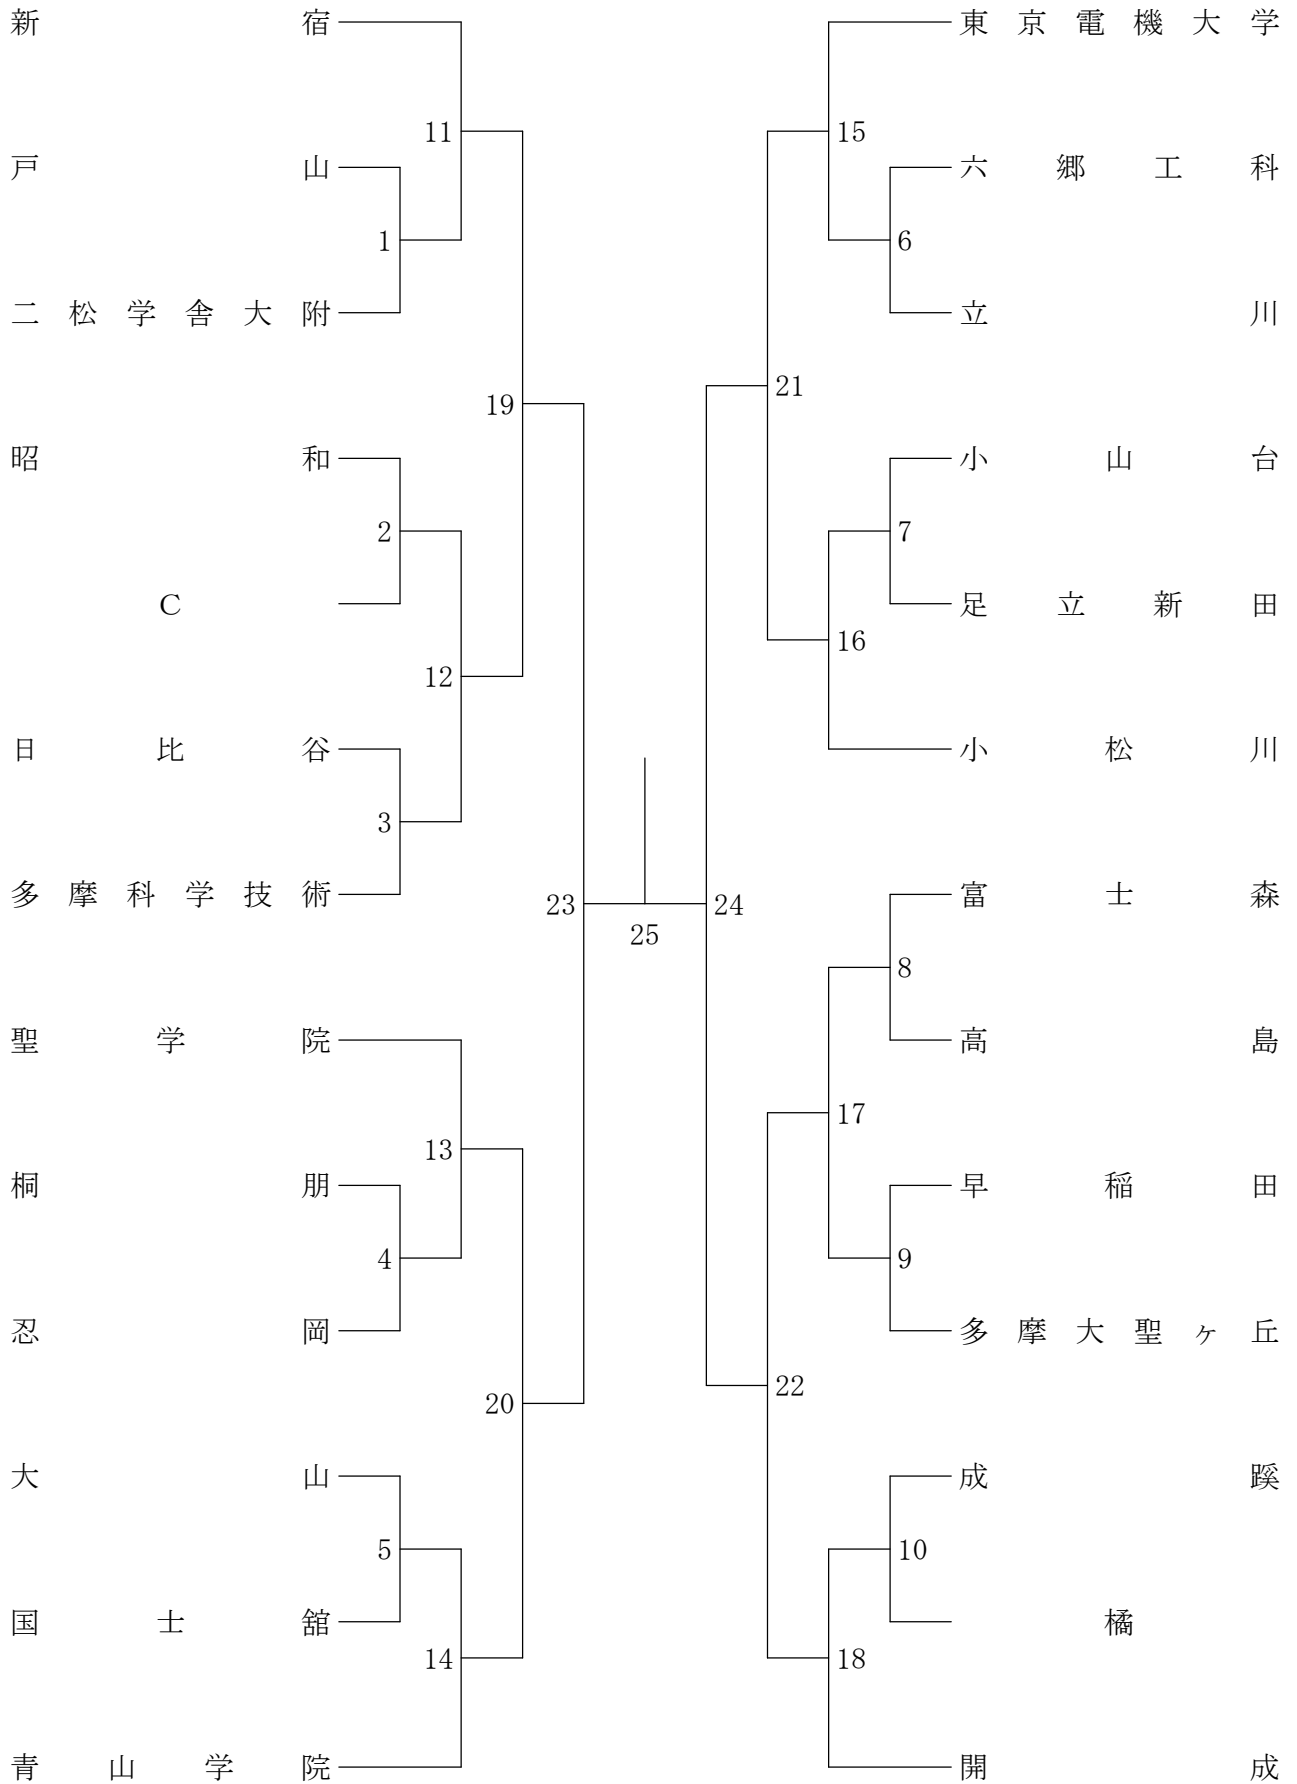 新宿
東京電機大学
11
15
戸山
六郷工科
1
6
二松学舎大附
立川
21
19
昭和
小山台
2
7
C
足立新田
16
12
日比谷
小松川
3
多摩科学技術
富士森
23
24
25
8
聖学院
高島
17
13
桐朋
早稲田
4
9
忍岡
多摩大聖ヶ丘
22
20
大山
成蹊
5
10
国士舘
橘
14
18
青山学院
開成